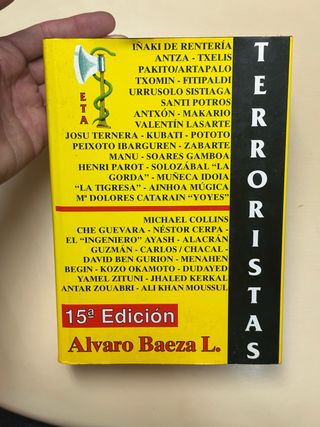 ETA
IÑAKI DE RENTERÍA
ANTZA - TXELIS
PAKITO/ARTAPALO
TXOMIN - FITIPALDI
URRUSOLO SISTIAGA
SANTI POTROS
ANTXÓN - MAKARIO
VALENTÍN LASARTE
JOSU TERNERA - KUBATI - POTOTO
PEIXOTO IBARGUREN - ZABARTE
MANU - SOARES GAMBOA
HENRI PAROT - SOLOZÁBAL "LA
GORDA" - MUÑECA IDOIA
"LA TIGRESA" - AINHOA MÚGICA
Mª DOLORES CATARAIN "YOYES"
MICHAEL COLLINS
CHE GUEVARA - NÉSTOR CERPA -
EL "INGENIERO" AYASH - ALACRÁN
GUZMÁN - CARLOS / CHACAL -
DAVID BEN GURION - MENAHEN
BEGIN - KOZO OKAMOTO - DUDAYED
YAMEL ZITUNI - JHALED KERKAL
ANTAR ZOUABRI - ALI KHAN MOUSSUL
15ª Edición
Alvaro Baeza L.
TERRORISTAS